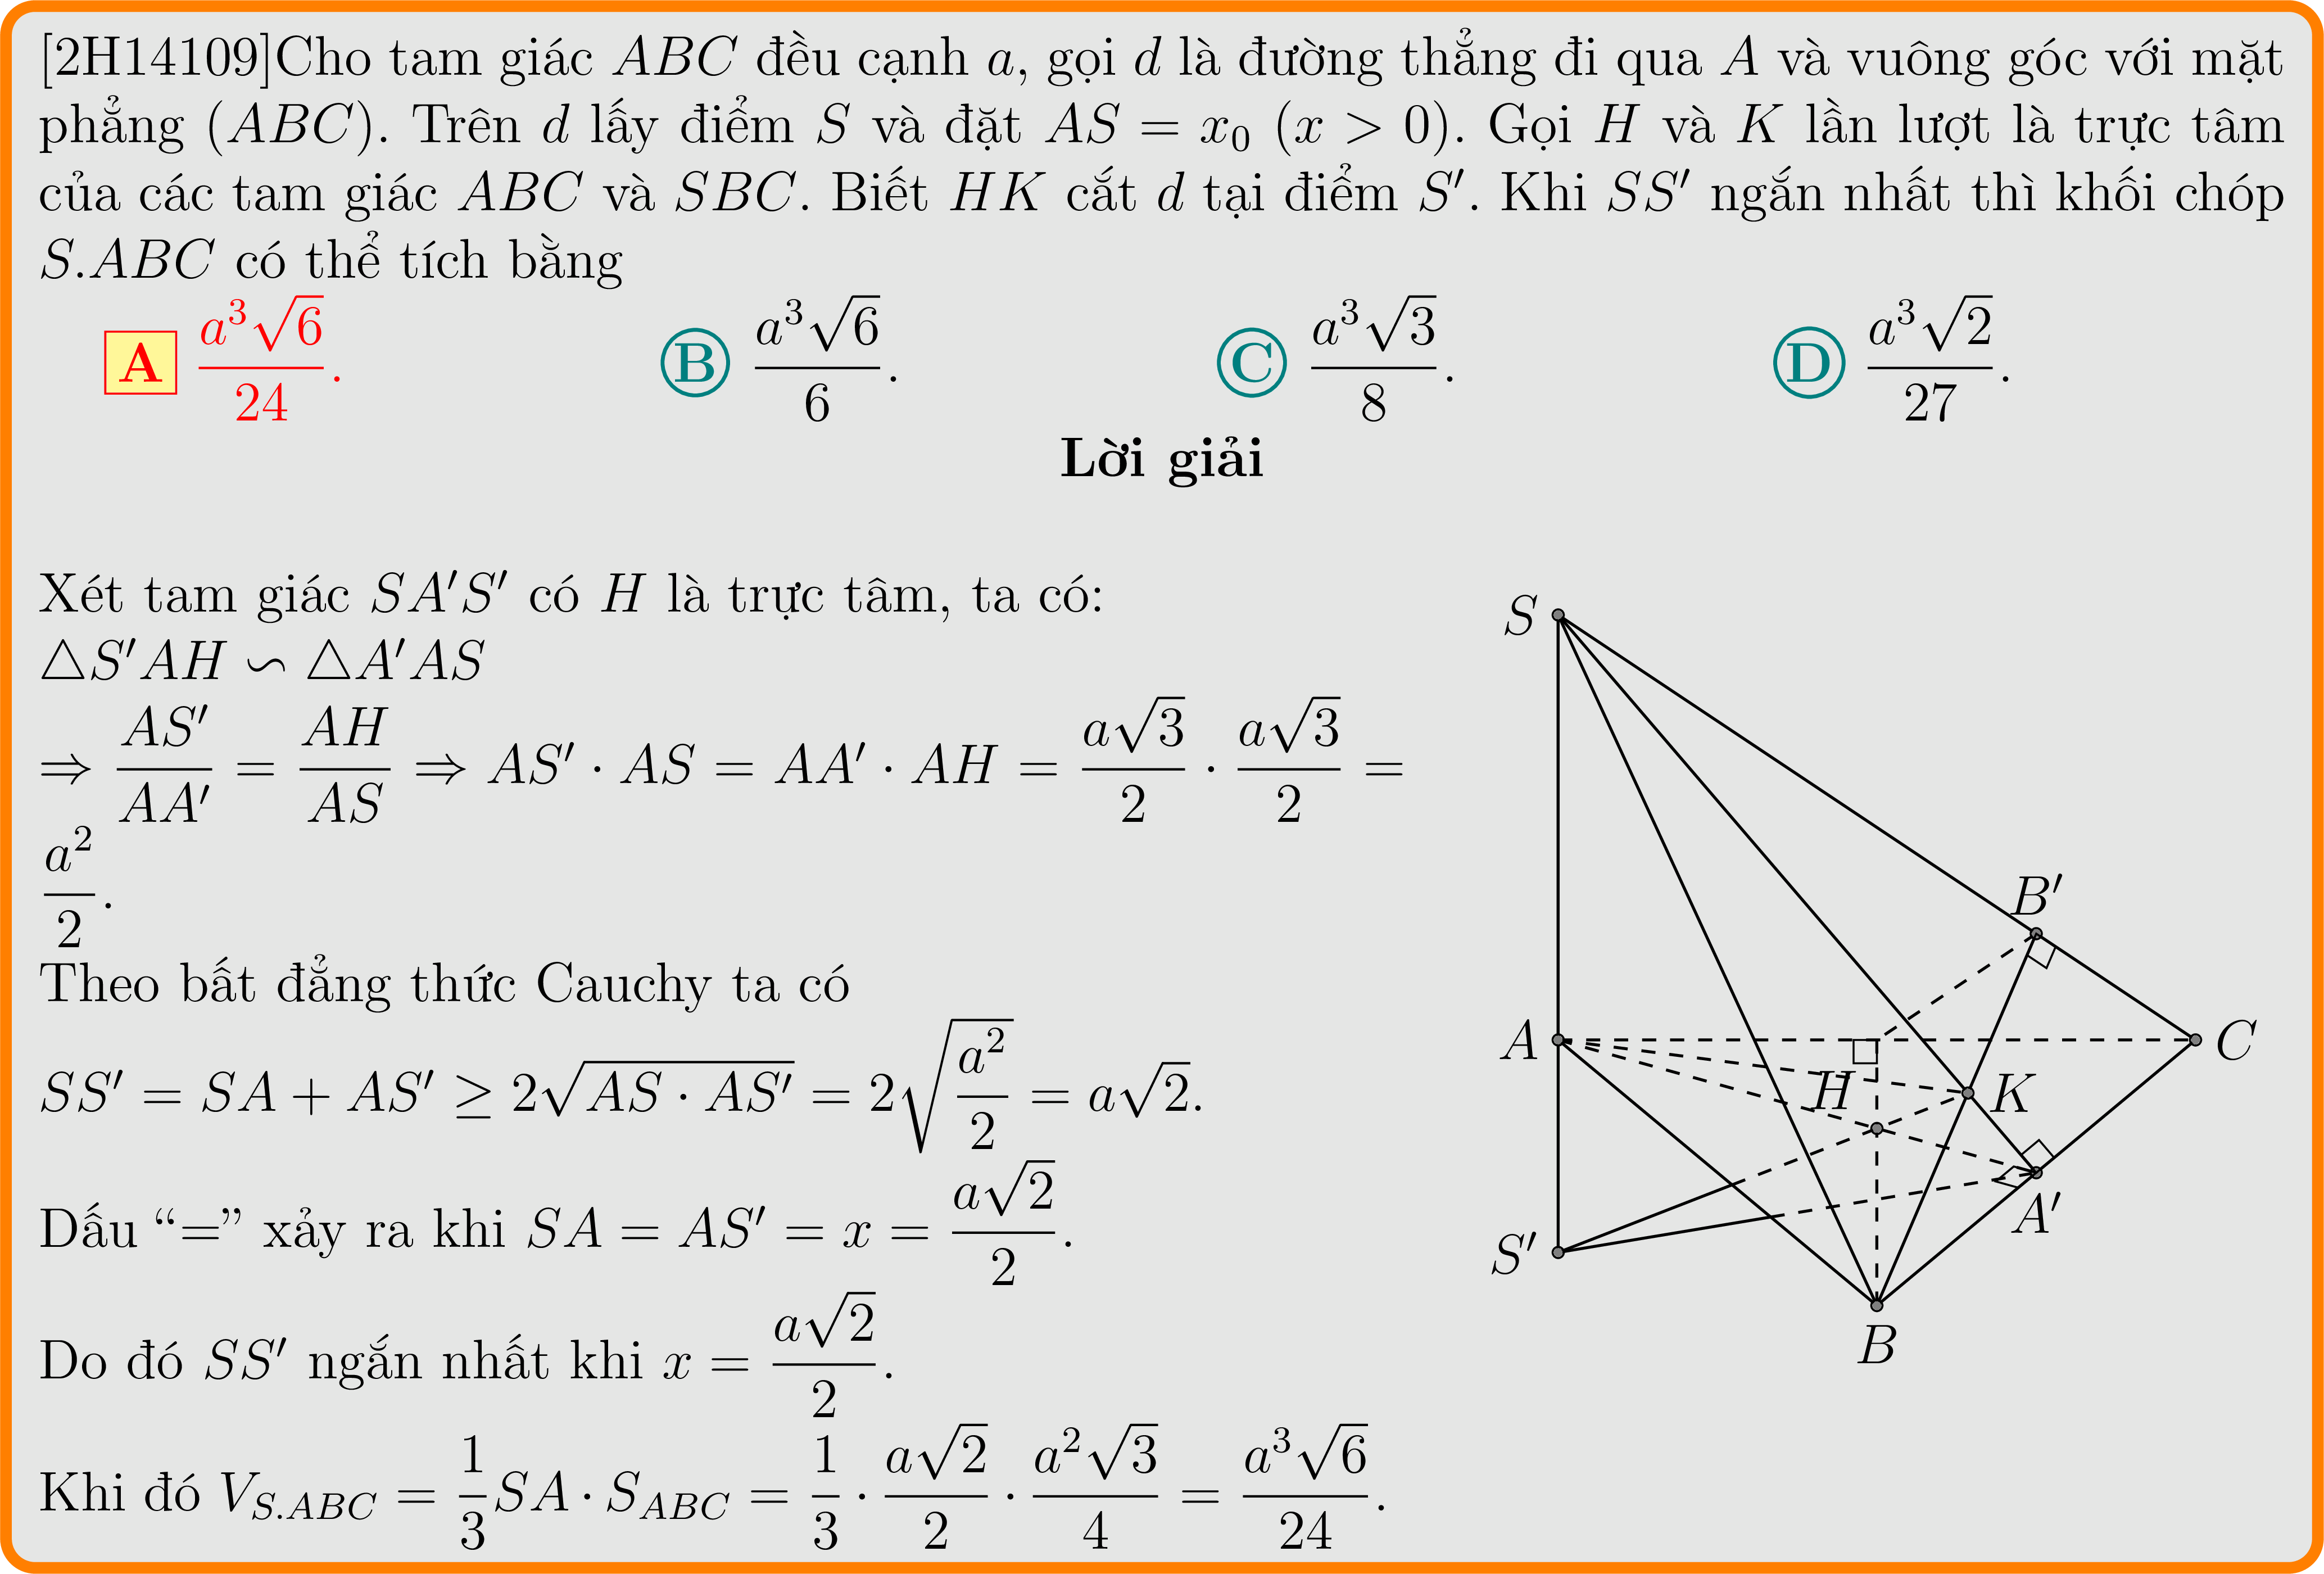 [2H14109]Cho tam giác ABC đều cạnh a, gọi d là đường thẳng đi qua A và vuông góc với mặt
phẳng (ABC). Trên d lấy điểm S và đặt AS = x₀ (x > 0). Gọi H và K lần lượt là trực tâm
của các tam giác ABC và SBC. Biết HK cắt d tại điểm S′. Khi SS′ ngắn nhất thì khối chóp
S.ABC có thể tích bằng
A $\frac{a^3\sqrt{6}}{24}$. B $\frac{a^3\sqrt{6}}{6}$. C $\frac{a^3\sqrt{3}}{8}$. D $\frac{a^3\sqrt{2}}{27}$.
Lời giải
Xét tam giác SA′S′ có H là trực tâm, ta có:
△S′AH ∽ △A′AS
$\Rightarrow \frac{AS'}{AA'} = \frac{AH}{AS} \Rightarrow AS' \cdot AS = AA' \cdot AH = \frac{a\sqrt{3}}{2} \cdot \frac{a\sqrt{3}}{2} =$
$\frac{a^2}{2}$.
Theo bất đẳng thức Cauchy ta có
$SS' = SA + AS' \geq 2\sqrt{AS \cdot AS'} = 2\sqrt{\frac{a^2}{2}} = a\sqrt{2}$.
Dấu “=” xảy ra khi $SA = AS' = x = \frac{a\sqrt{2}}{2}$.
Do đó SS′ ngắn nhất khi $x = \frac{a\sqrt{2}}{2}$.
Khi đó $V_{S.ABC} = \frac{1}{3}SA \cdot S_{ABC} = \frac{1}{3} \cdot \frac{a\sqrt{2}}{2} \cdot \frac{a^2\sqrt{3}}{4} = \frac{a^3\sqrt{6}}{24}$.
S
B′
A
C
H
K
A′
S′
B